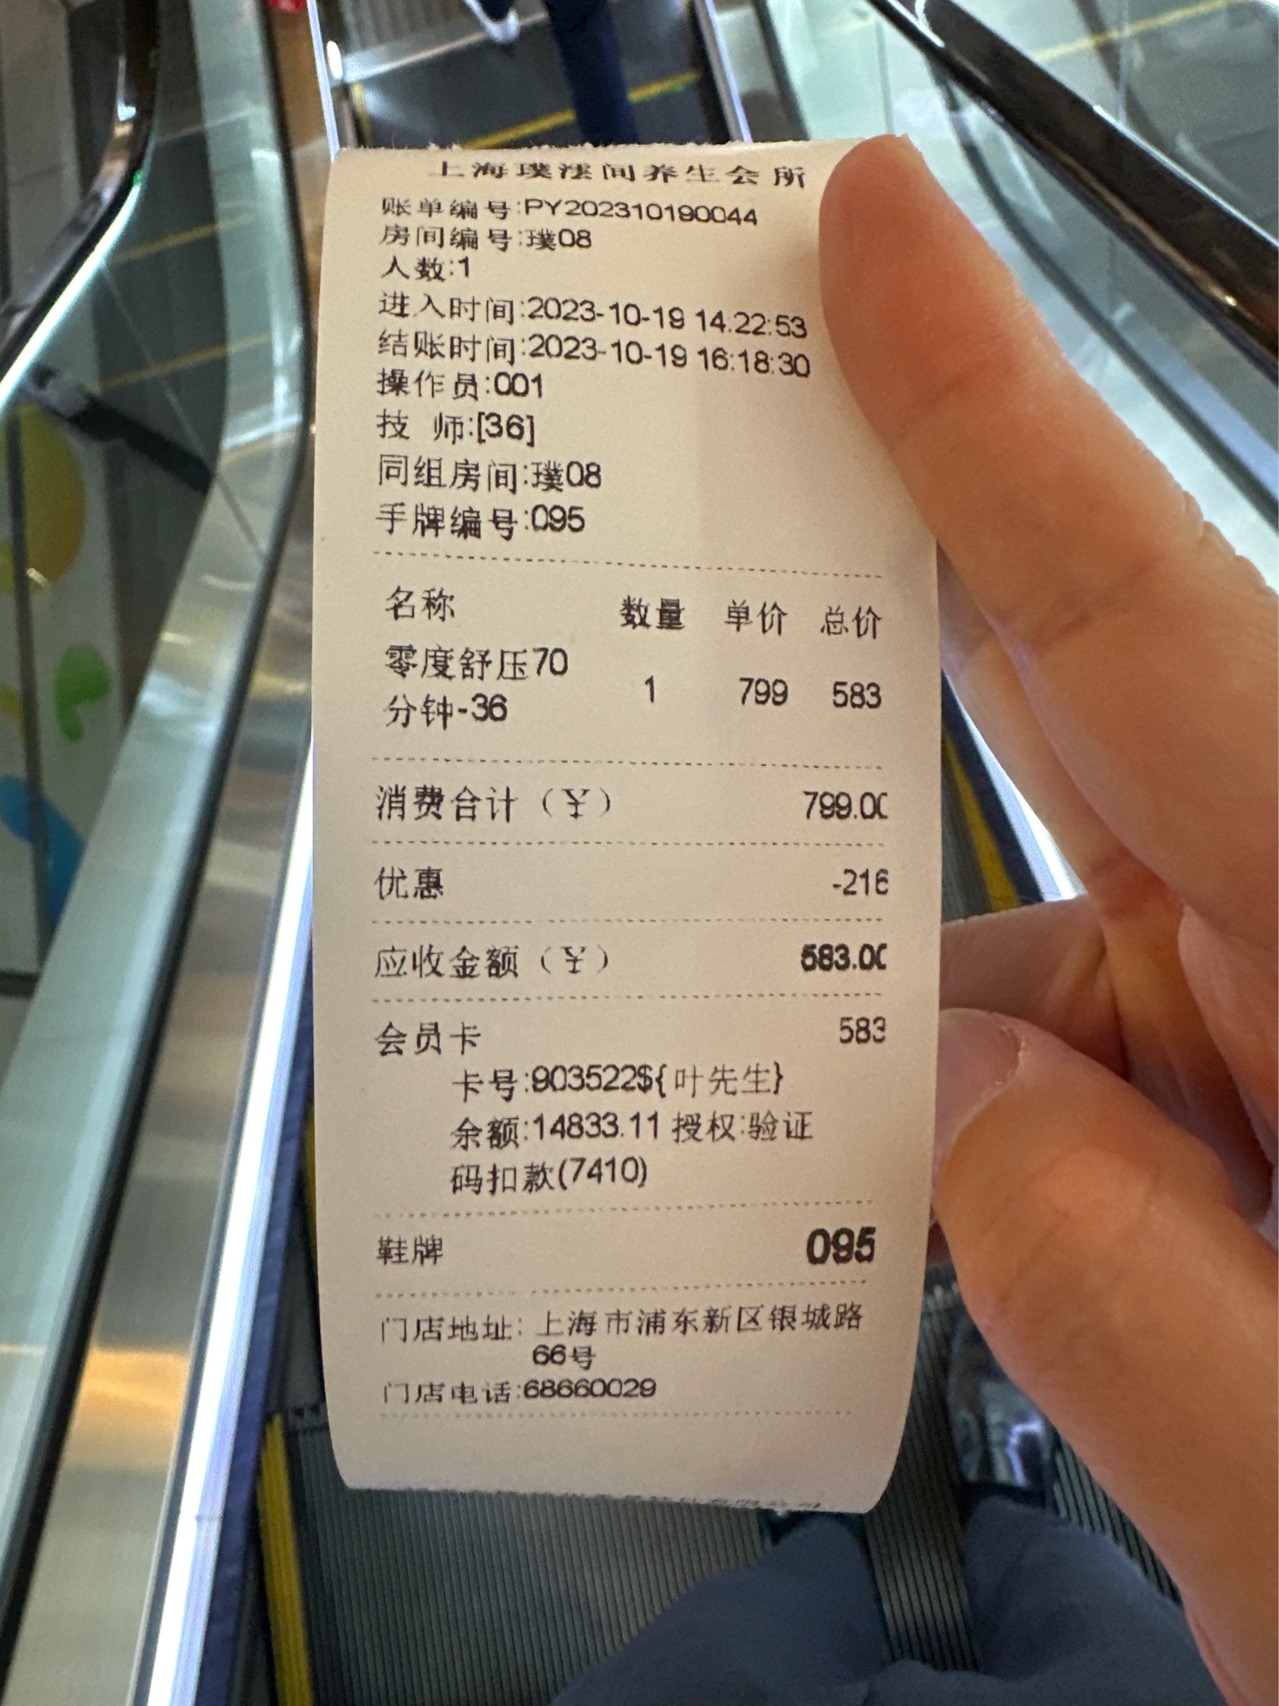 上海璞溪间养生会所
账单编号:PY202310190044
房间编号:璞08
人数:1
进入时间:2023-10-19 14:22:53
结账时间:2023-10-19 16:18:30
操作员:001
技 师:[36]
同组房间:璞08
手牌编号:095
名称 数量 单价 总价
零度舒压70
分钟-36 1 799 583
消费合计（￥） 799.00
优惠 -216
应收金额（￥） 583.00
会员卡 583
卡号:903522${叶先生}
余额:14833.11 授权:验证
码扣款(7410)
鞋牌 095
门店地址: 上海市浦东新区银城路
66号
门店电话:68660029